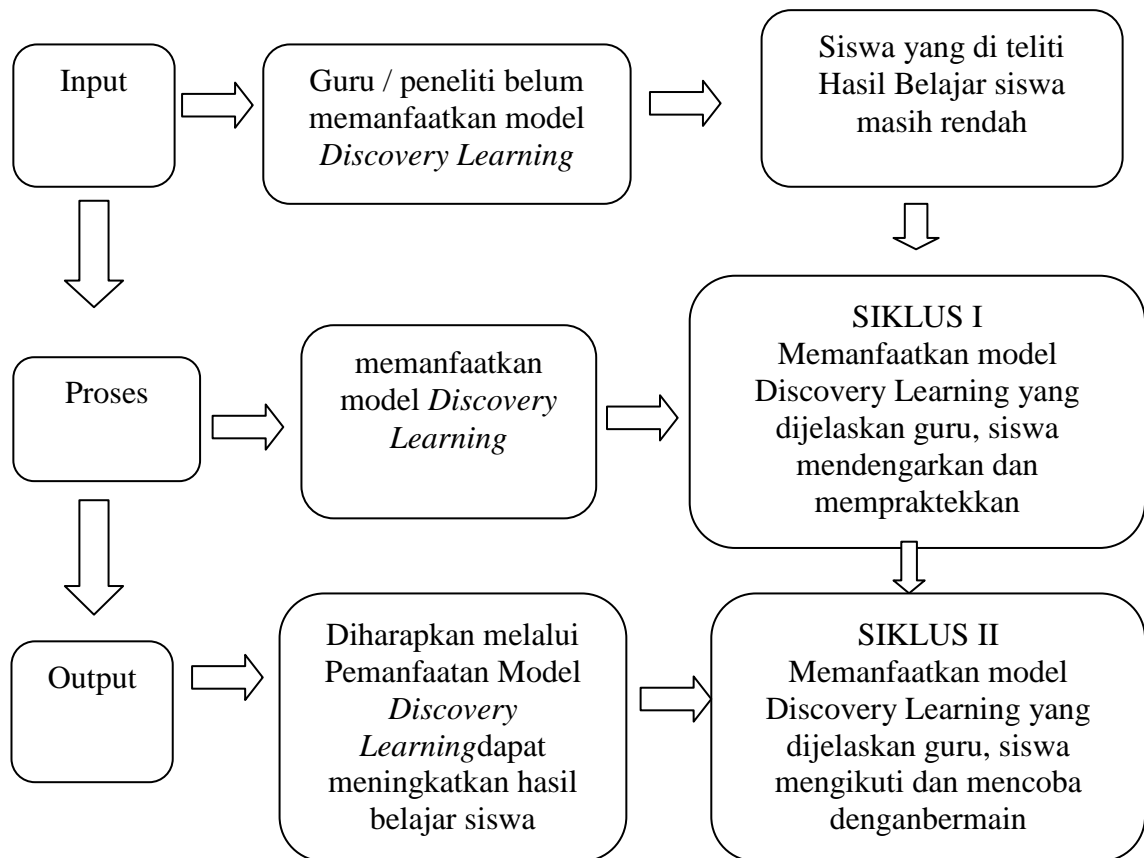 Input
Guru / peneliti belum
memanfaatkan model
Discovery Learning
Siswa yang di teliti
Hasil Belajar siswa
masih rendah
Proses
memanfaatkan
model Discovery
Learning
SIKLUS I
Memanfaatkan model
Discovery Learning yang
dijelaskan guru, siswa
mendengarkan dan
mempraktekkan
Output
Diharapkan melalui
Pemanfaatan Model
Discovery
Learningdapat
meningkatkan hasil
belajar siswa
SIKLUS II
Memanfaatkan model
Discovery Learning yang
dijelaskan guru, siswa
mengikuti dan mencoba
denganbermain